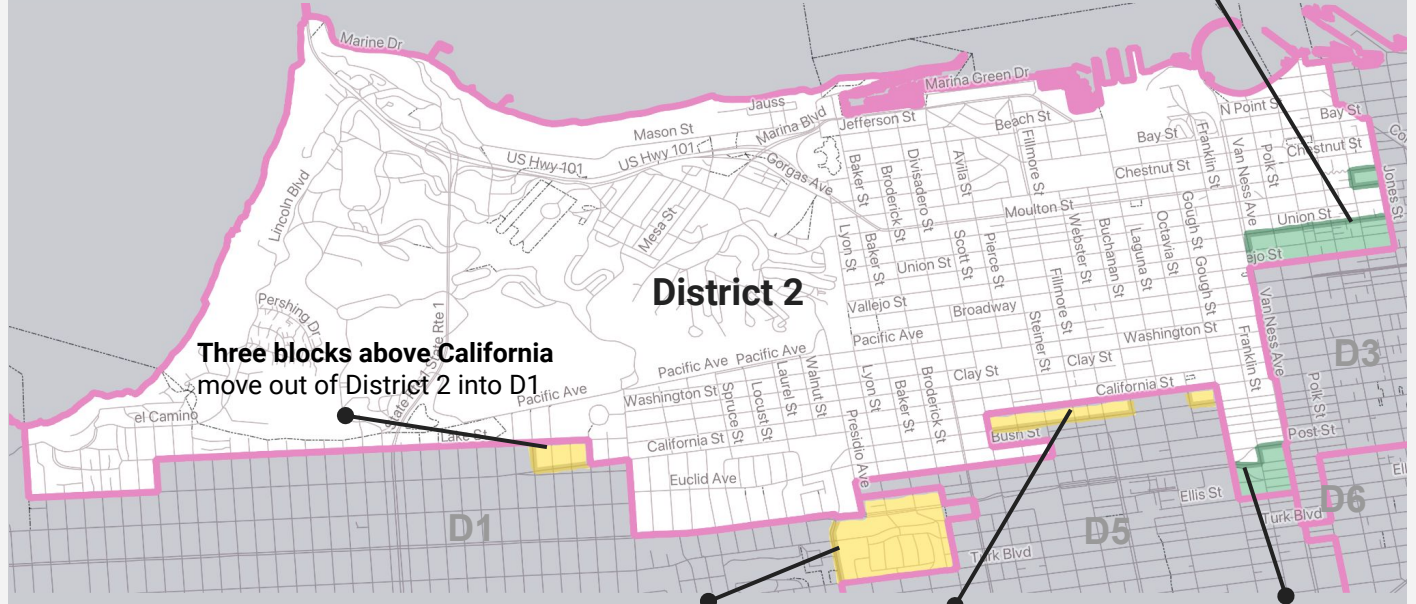 Marine Dr
Marina Green Dr
Jauss
Mason St
Marina Blvd
Jefferson St
Beach St
N Point S
Bay St
Bay St
US Hwy 101
US Hwy 101
Gorgas Ave
Chestnut St
Chestnut St
Baker St
Broderick St
Divisadero St
Avila St
Fillmore St
Franklin St
Van Ness Ave
Polk St
Jones St
Lincoln Blvd
Mesa St
Moulton St
Union St
Lyon St
Baker St
Union St
Scott St
Pierce St
Webster St
Buchanan St
Laguna St
Octavia St
Gough St
Gough St
ejo St
District 2
Vallejo St
Broadway
Fillmore St
Steiner St
Pershing Dr
State Rte 1
Pacific Ave
Washington St
Franklin St
Van Ness Ave
D3
Three blocks above California
move out of District 2 into D1
Pacific Ave
Pacific Ave
Pacific Ave
Clay St
Clay St
Washington St
Spruce St
Locust St
Laurel St
Walnut St
Lyon St
Baker St
Broderick St
California St
Polk St
el Camino
Lake St
California St
Presidio Ave
Bush St
Post St
Euclid Ave
Ellis St
D1
D5
D6
Turk Blvd
Turk Blvd